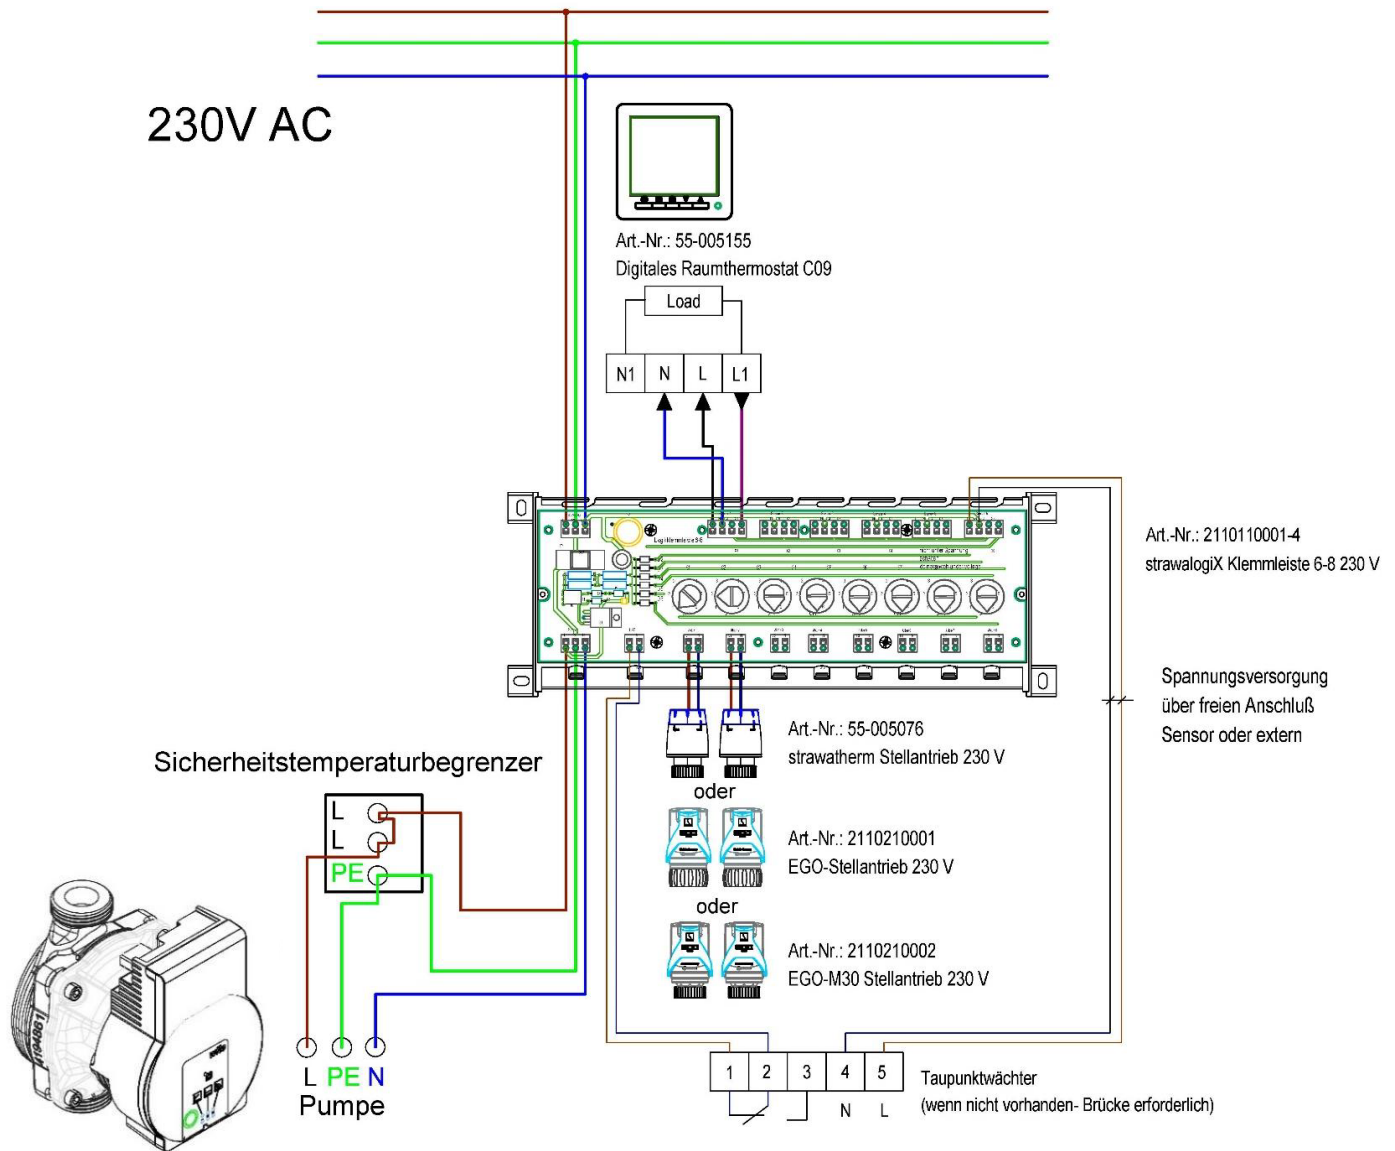 230V AC
Art.-Nr.: 55-005155
Digitales Raumthermostat C09
Load
N1 N L L1
Art.-Nr.: 2110110001-4
strawalogiX Klemmleiste 6-8 230 V
Spannungsversorgung
über freien Anschluß
Sensor oder extern
Art.-Nr.: 55-005076
strawatherm Stellantrieb 230 V
oder
Art.-Nr.: 2110210001
EGO-Stellantrieb 230 V
oder
Art.-Nr.: 2110210002
EGO-M30 Stellantrieb 230 V
Sicherheitstemperaturbegrenzer
L
L
PE
L PE N
Pumpe
1 2 3 4 5
N L
Taupunktwächter
(wenn nicht vorhanden- Brücke erforderlich)
4194861